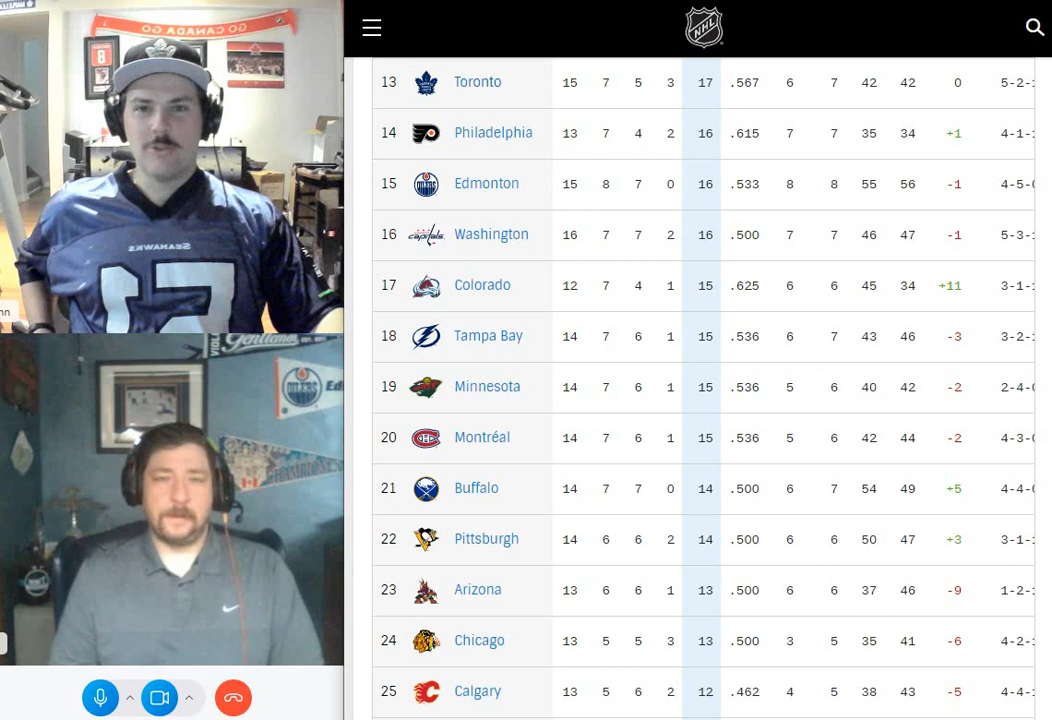 GO CANADA GO
8
SEAHAWKS
nn
Gentlemen
OILERS
Ed
NHL
13 Toronto 15 7 5 3 17 .567 6 7 42 42 0 5-2-
14 Philadelphia 13 7 4 2 16 .615 7 7 35 34 +1 4-1-
15 Edmonton 15 8 7 0 16 .533 8 8 55 56 -1 4-5-
16 capitals Washington 16 7 7 2 16 .500 7 7 46 47 -1 5-3-
17 Colorado 12 7 4 1 15 .625 6 6 45 34 +11 3-1-
18 Tampa Bay 14 7 6 1 15 .536 6 7 43 46 -3 3-2-
19 Minnesota 14 7 6 1 15 .536 5 6 40 42 -2 2-4-
20 Montréal 14 7 6 1 15 .536 5 6 42 44 -2 4-3-
21 Buffalo 14 7 7 0 14 .500 6 7 54 49 +5 4-4-
22 Pittsburgh 14 6 6 2 14 .500 6 6 50 47 +3 3-1-
23 Arizona 13 6 6 1 13 .500 6 6 37 46 -9 1-2-
24 Chicago 13 5 5 3 13 .500 3 5 35 41 -6 4-2-
25 Calgary 13 5 6 2 12 .462 4 5 38 43 -5 4-4-